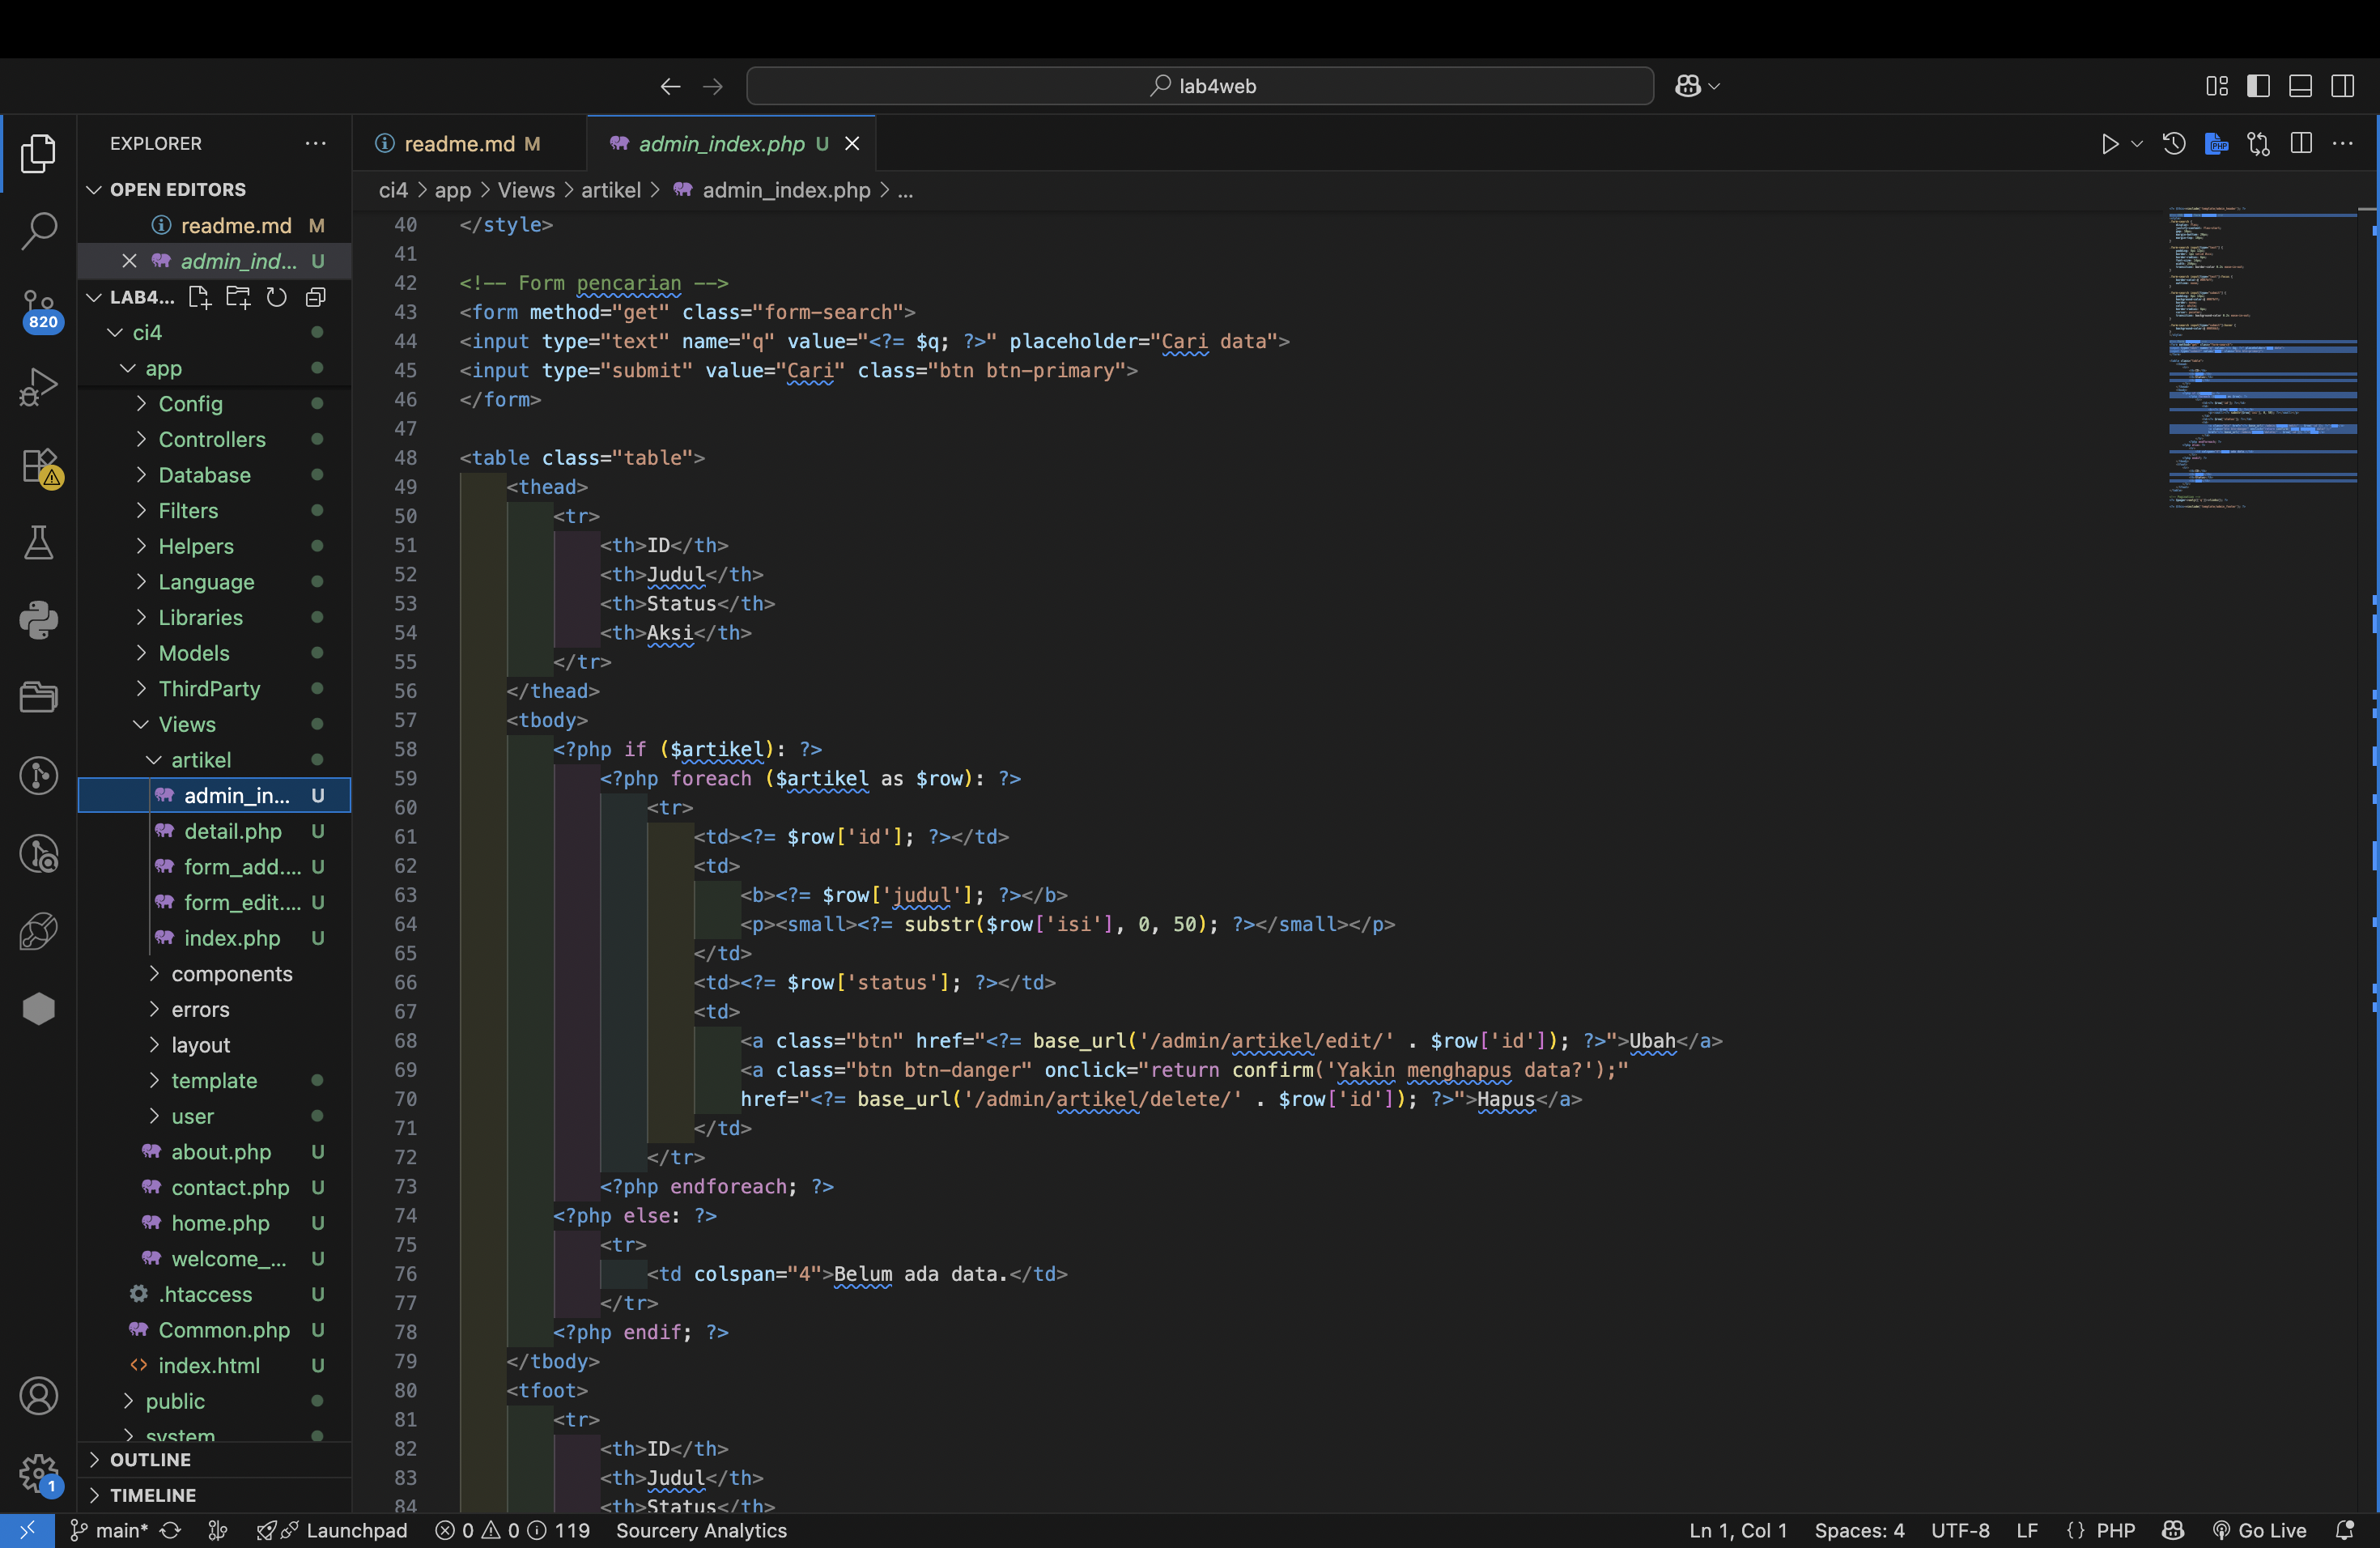 lab4web
EXPLORER
OPEN EDITORS
readme.md M
admin_ind... U
LAB4...
820
ci4
app
Config
Controllers
Database
Filters
Helpers
Language
Libraries
Models
ThirdParty
Views
artikel
admin_in... U
detail.php U
form_add.... U
form_edit.... U
index.php U
components
errors
layout
template
user
about.php U
contact.php U
home.php U
welcome_... U
.htaccess U
Common.php U
index.html U
public
system
OUTLINE
TIMELINE
1
readme.md M
admin_index.php U
ci4 > app > Views > artikel > admin_index.php > ...
40 </style>
41
42 <!-- Form pencarian -->
43 <form method="get" class="form-search">
44 <input type="text" name="q" value="<?= $q; ?>" placeholder="Cari data">
45 <input type="submit" value="Cari" class="btn btn-primary">
46 </form>
47
48 <table class="table">
49 <thead>
50 <tr>
51 <th>ID</th>
52 <th>Judul</th>
53 <th>Status</th>
54 <th>Aksi</th>
55 </tr>
56 </thead>
57 <tbody>
58 <?php if ($artikel): ?>
59 <?php foreach ($artikel as $row): ?>
60 <tr>
61 <td><?= $row['id']; ?></td>
62 <td>
63 <b><?= $row['judul']; ?></b>
64 <p><small><?= substr($row['isi'], 0, 50); ?></small></p>
65 </td>
66 <td><?= $row['status']; ?></td>
67 <td>
68 <a class="btn" href="<?= base_url('/admin/artikel/edit/' . $row['id']); ?>">Ubah</a>
69 <a class="btn btn-danger" onclick="return confirm('Yakin menghapus data?');"
70 href="<?= base_url('/admin/artikel/delete/' . $row['id']); ?>">Hapus</a>
71 </td>
72 </tr>
73 <?php endforeach; ?>
74 <?php else: ?>
75 <tr>
76 <td colspan="4">Belum ada data.</td>
77 </tr>
78 <?php endif; ?>
79 </tbody>
80 <tfoot>
81 <tr>
82 <th>ID</th>
83 <th>Judul</th>
84 <th>Status</th>
main* Launchpad 0 0 119 Sourcery Analytics Ln 1, Col 1 Spaces: 4 UTF-8 LF {} PHP Go Live